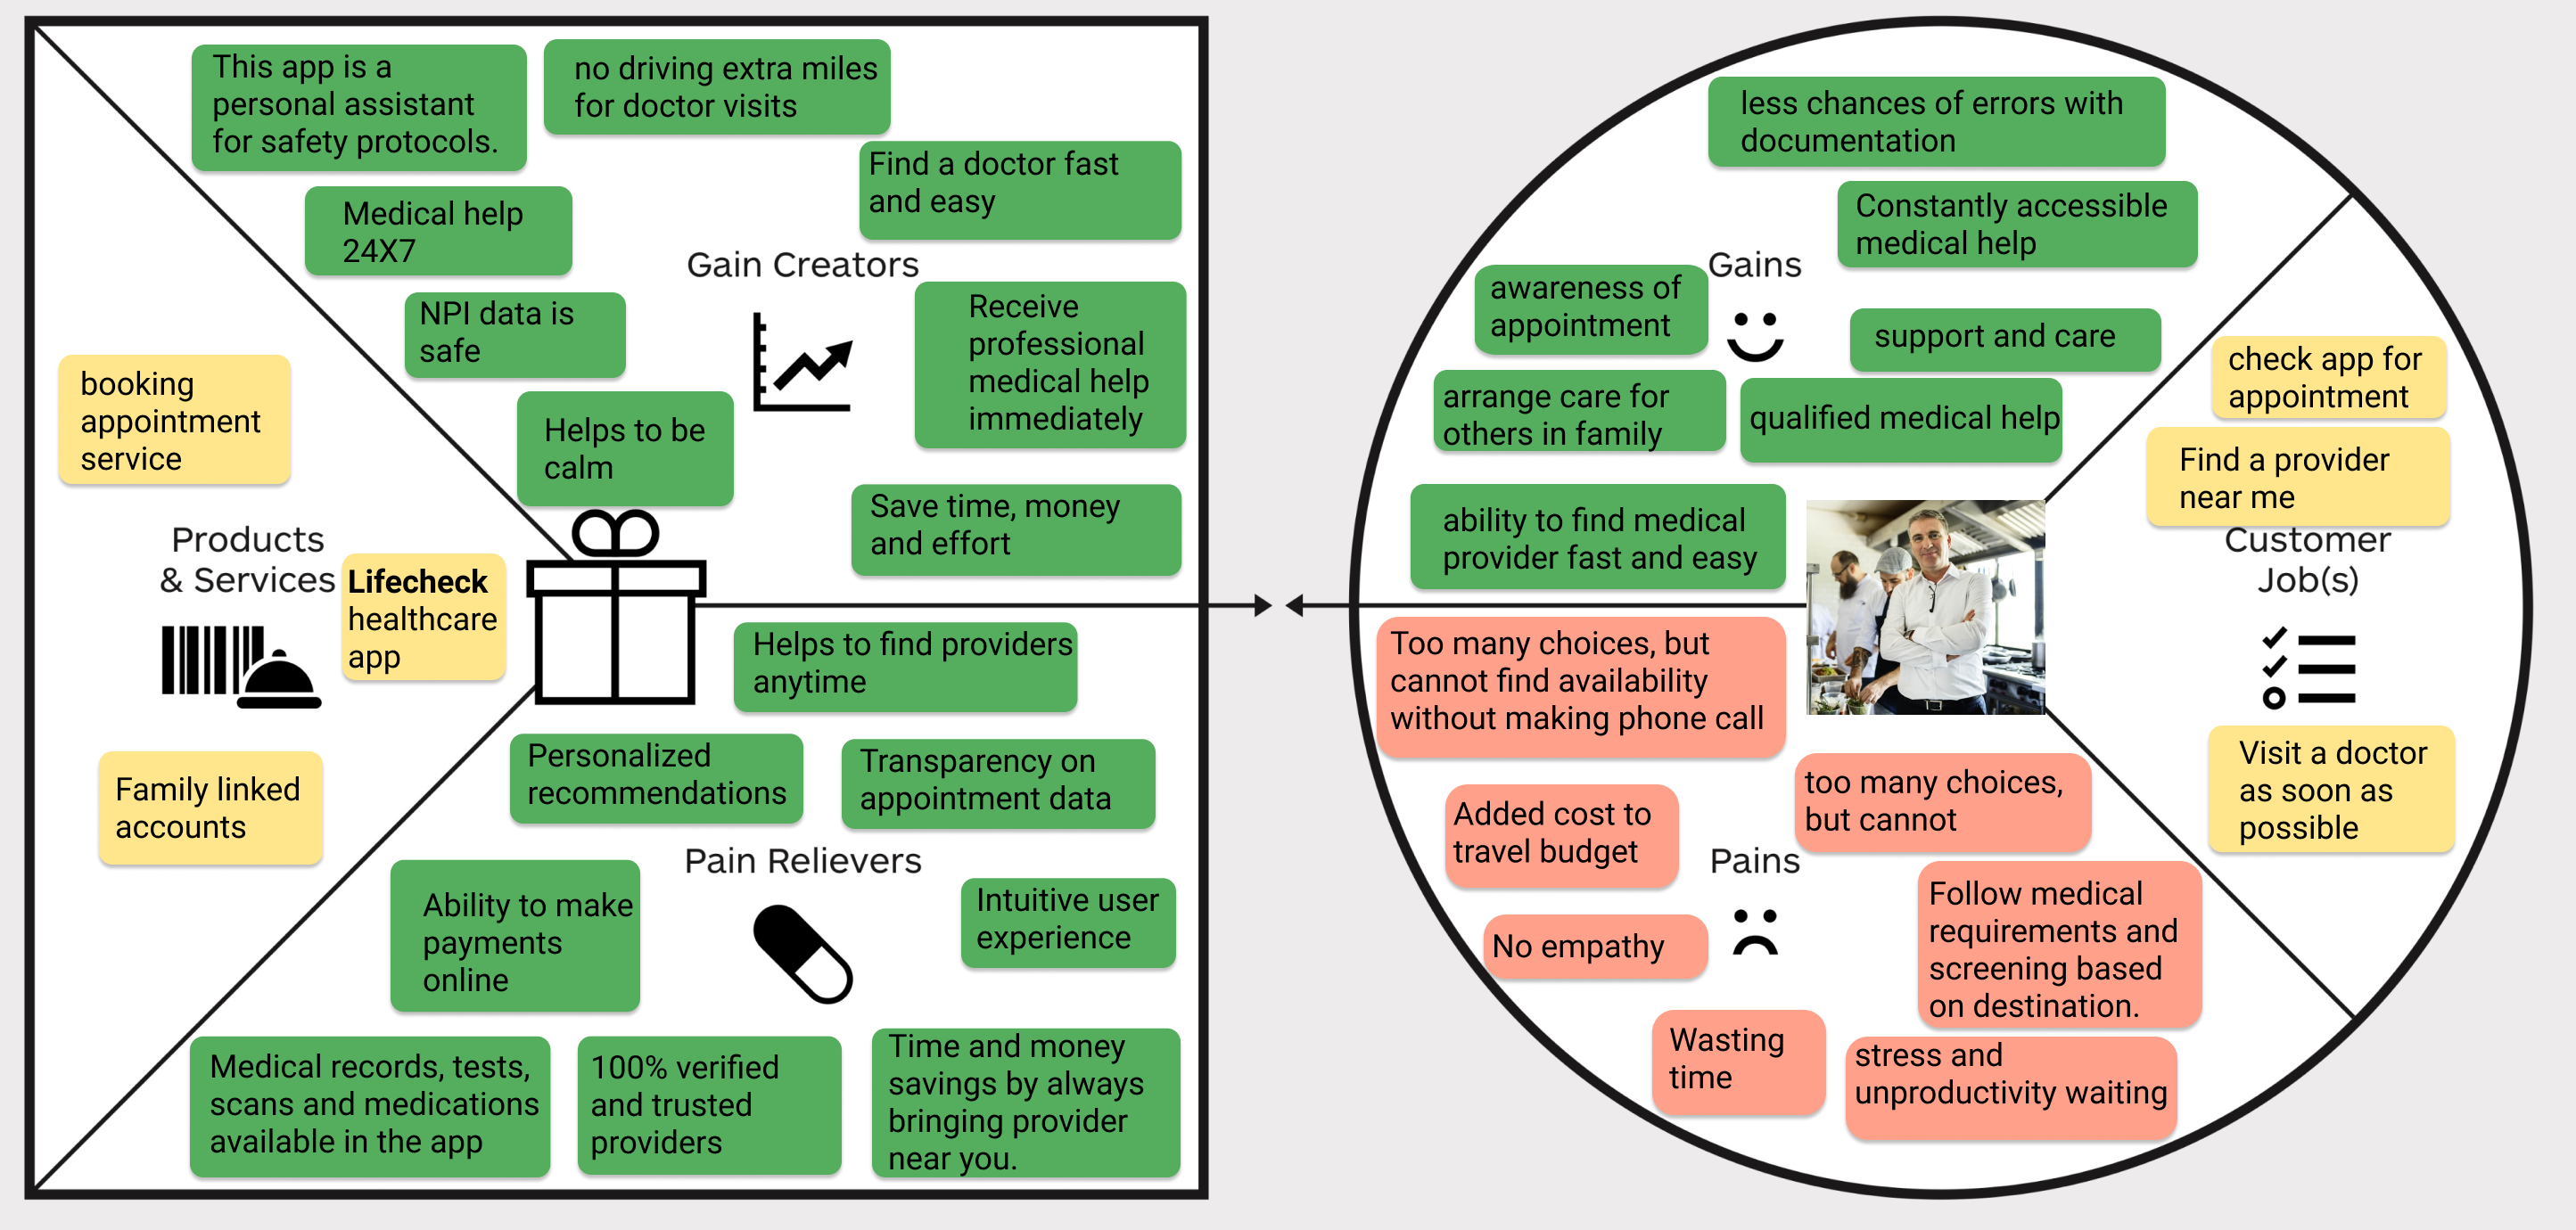 This app is a
personal assistant
for safety protocols.
no driving extra miles
for doctor visits
Find a doctor fast
and easy
Medical help
24X7
Gain Creators
NPI data is
safe
Receive
professional
medical help
immediately
Helps to be
calm
Save time, money
and effort
booking
appointment
service
Products
& Services
Lifecheck
healthcare
app
Family linked
accounts
Helps to find providers
anytime
Personalized
recommendations
Transparency on
appointment data
Pain Relievers
Ability to make
payments
online
Intuitive user
experience
Medical records, tests,
scans and medications
available in the app
100% verified
and trusted
providers
Time and money
savings by always
bringing provider
near you.
less chances of errors with
documentation
Constantly accessible
medical help
Gains
awareness of
appointment
support and care
arrange care for
others in family
qualified medical help
ability to find medical
provider fast and easy
check app for
appointment
Find a provider
near me
Customer
Job(s)
Visit a doctor
as soon as
possible
Too many choices, but
cannot find availability
without making phone call
too many choices,
but cannot
Added cost to
travel budget
Pains
No empathy
Follow medical
requirements and
screening based
on destination.
Wasting
time
stress and
unproductivity waiting